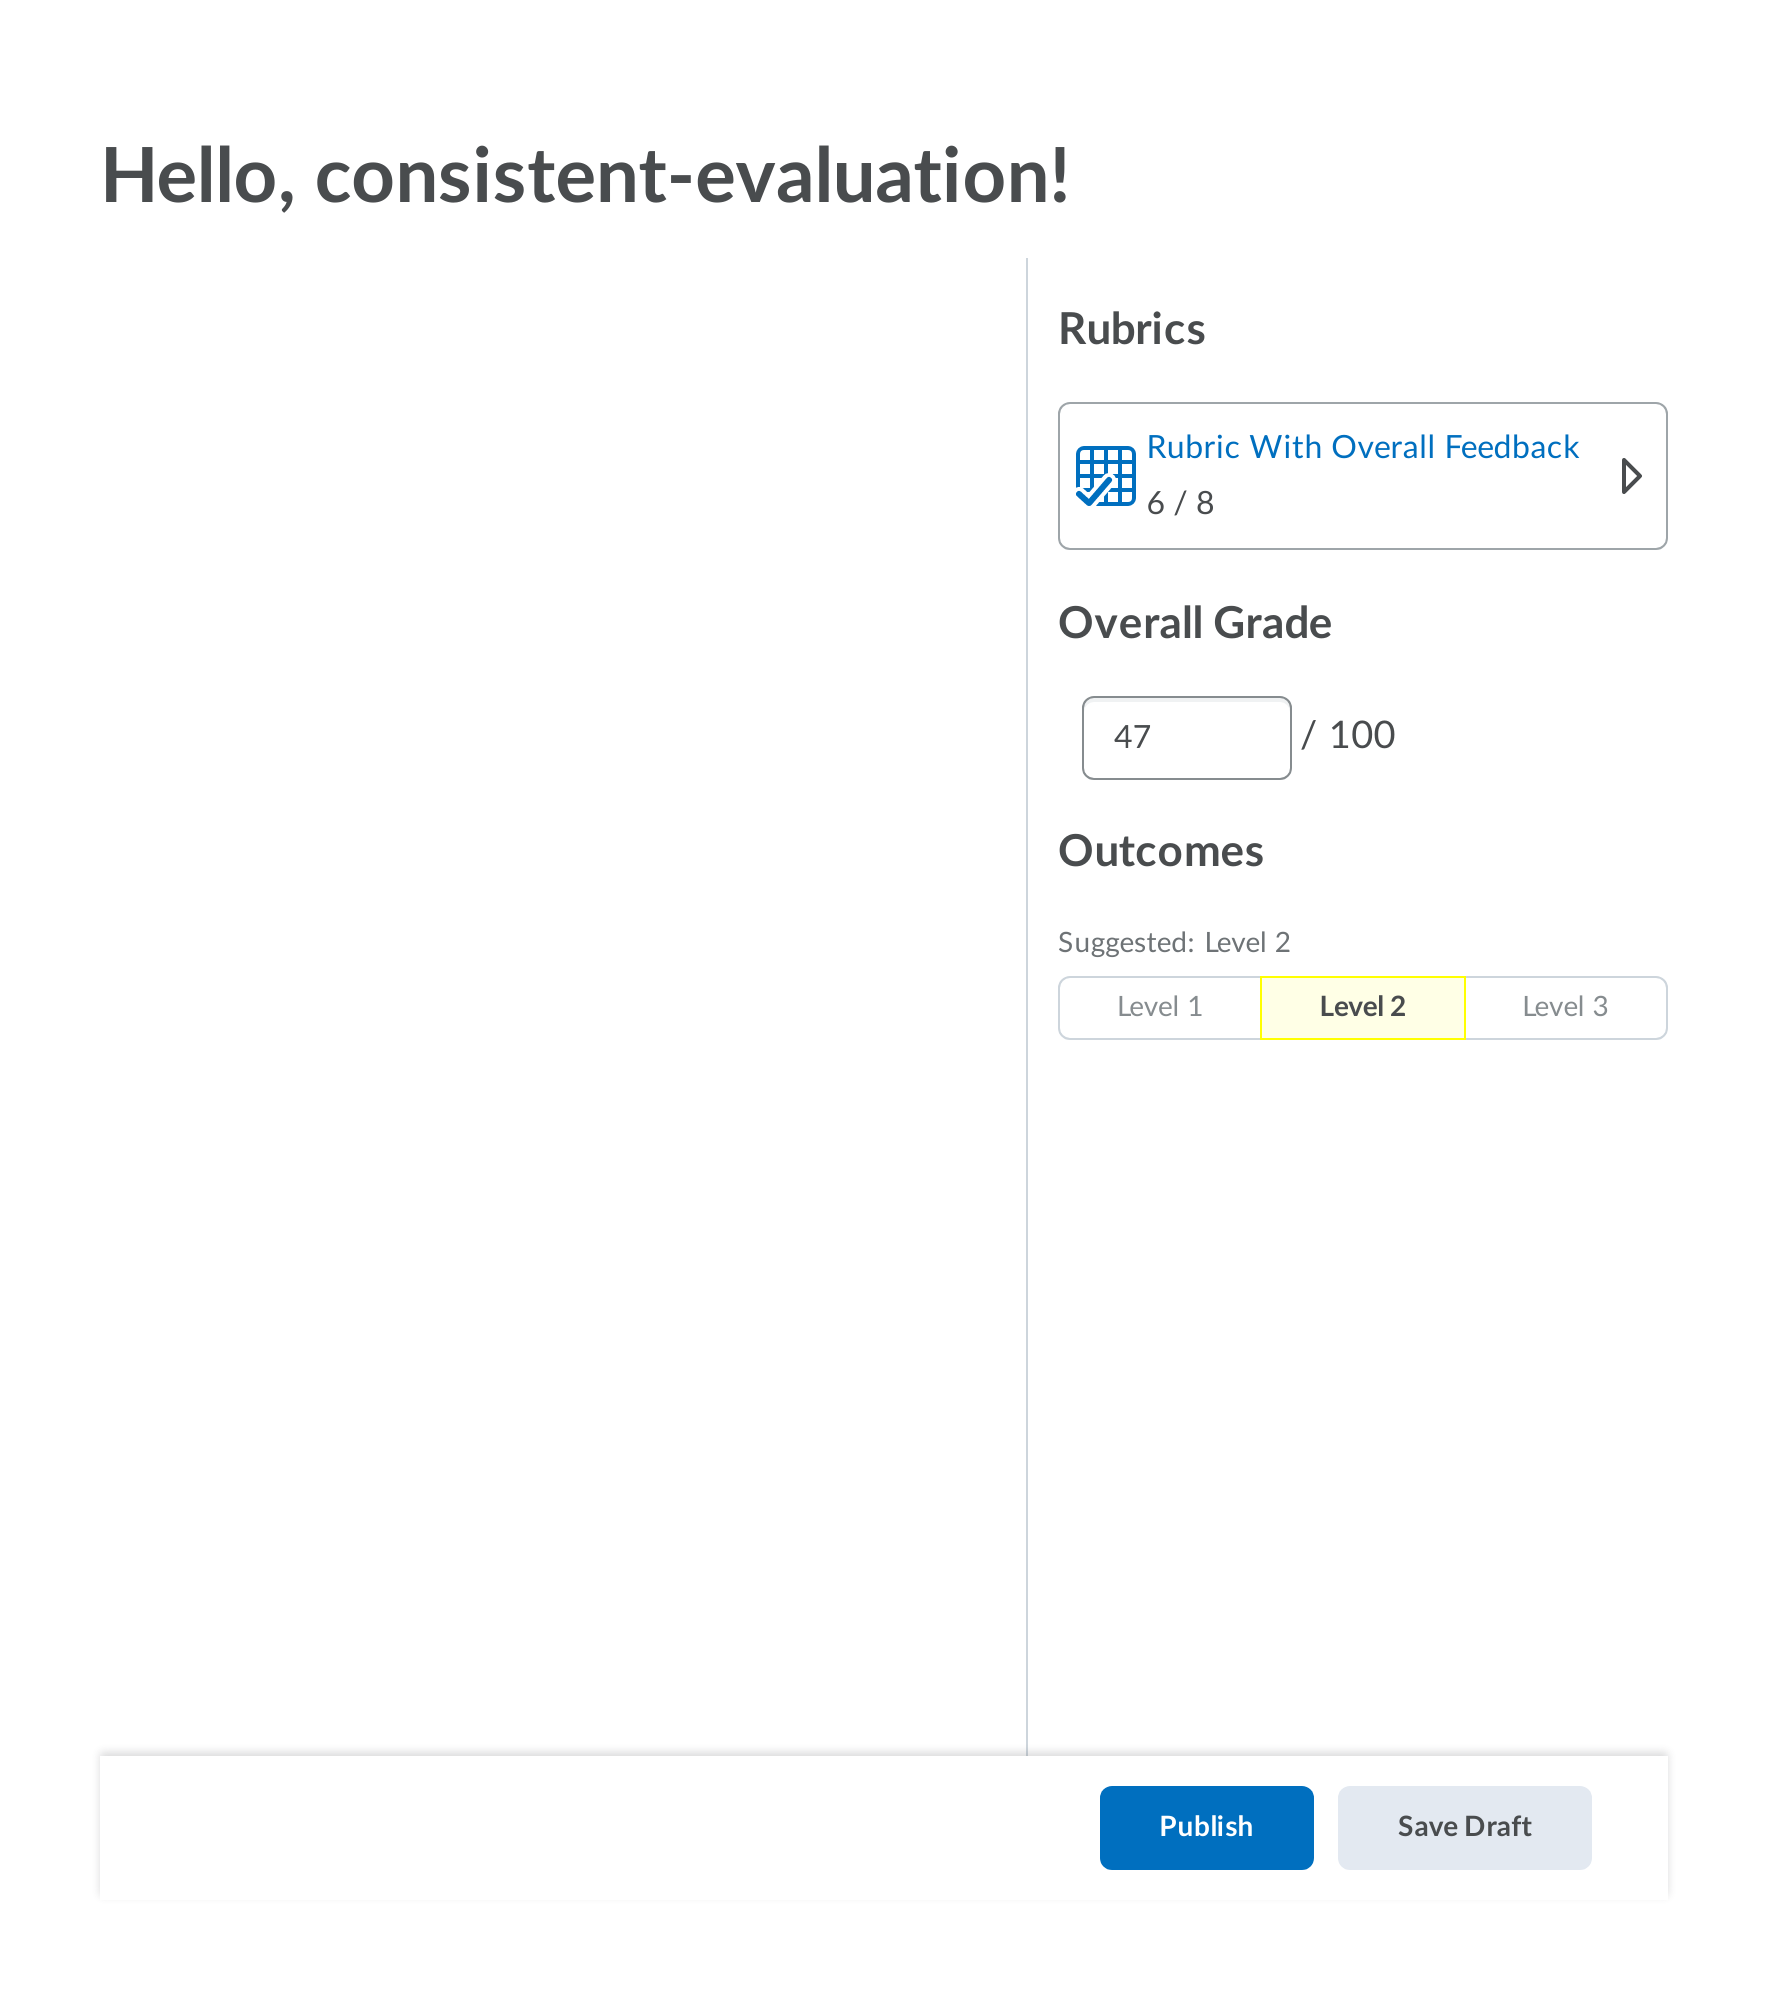 Hello, consistent-evaluation!
Rubrics
Rubric With Overall Feedback
6 / 8
Overall Grade
47 / 100
Outcomes
Suggested: Level 2
Level 1 Level 2 Level 3
Publish Save Draft